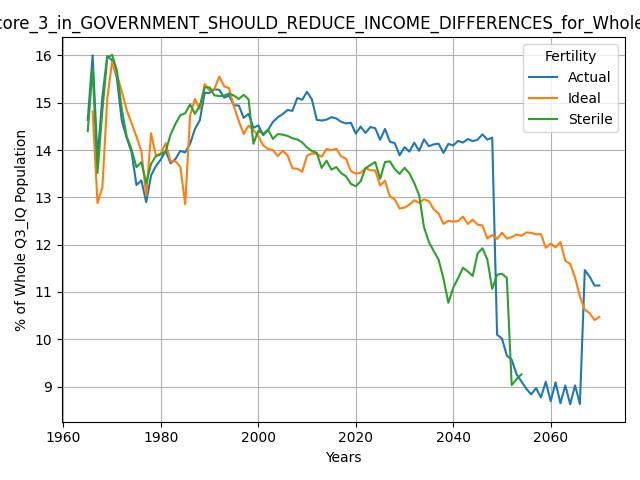 core_3_in_GOVERNMENT_SHOULD_REDUCE_INCOME_DIFFERENCES_for_Whole
Fertility
Actual
Ideal
Sterile
% of Whole Q3_IQ Population
16
15
14
13
12
11
10
9
1960 1980 2000 2020 2040 2060
Years